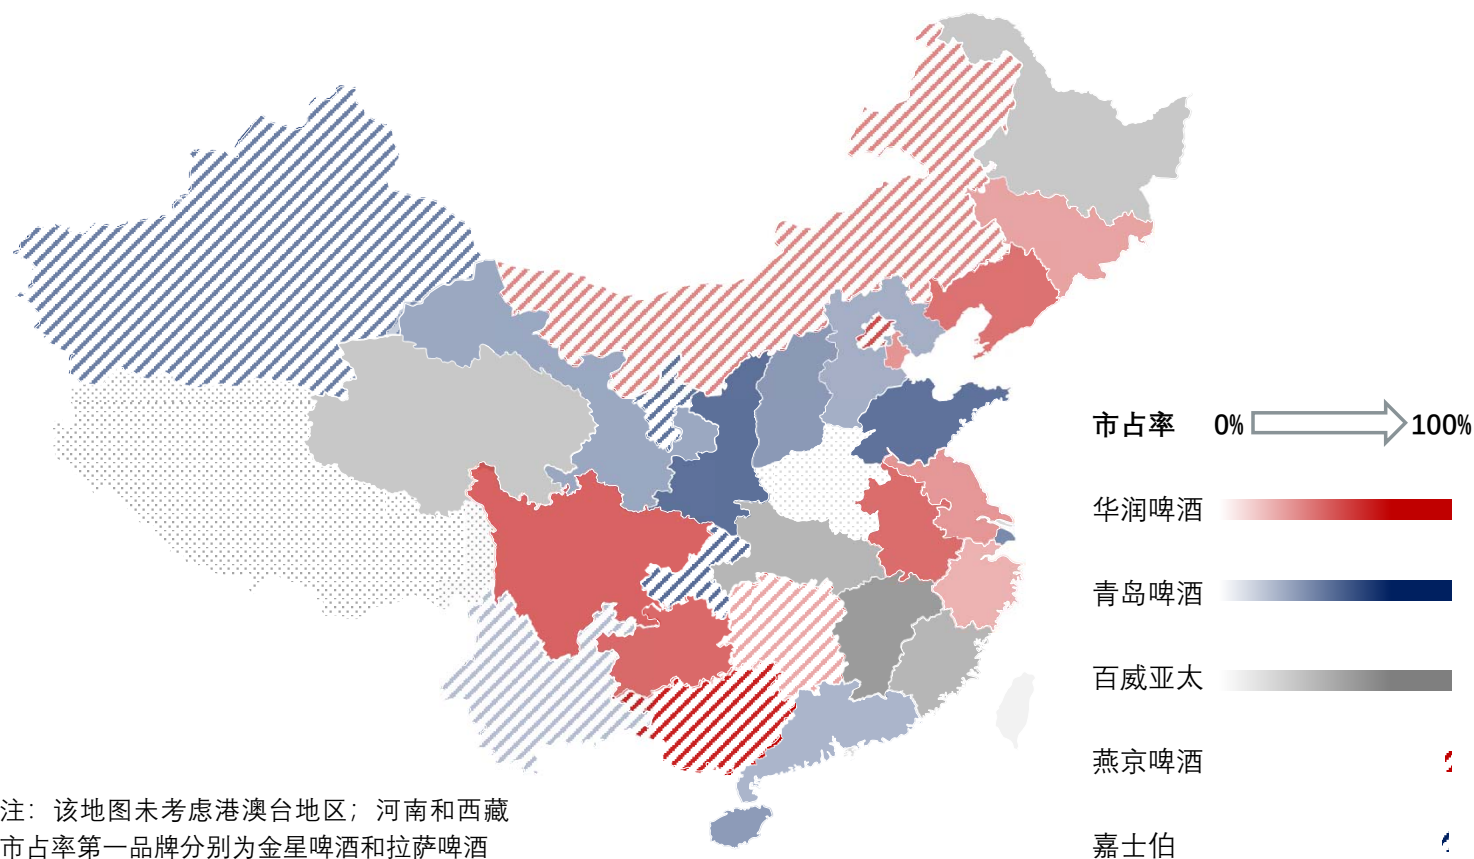 市占率 0% 100%
华润啤酒
青岛啤酒
百威亚太
燕京啤酒
嘉士伯
注：该地图未考虑港澳台地区；河南和西藏
市占率第一品牌分别为金星啤酒和拉萨啤酒